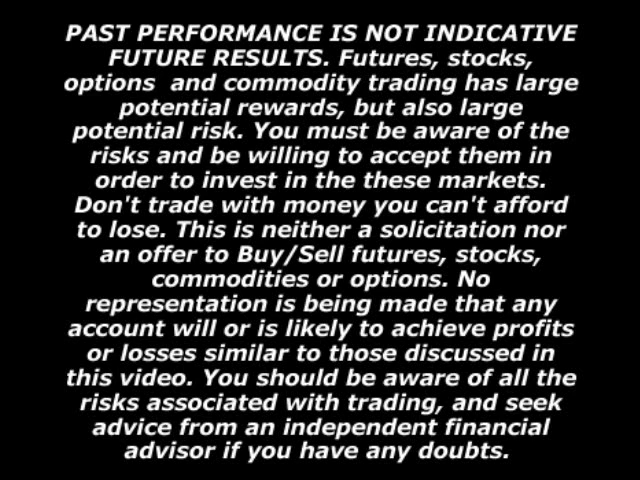 PAST PERFORMANCE IS NOT INDICATIVE
FUTURE RESULTS. Futures, stocks,
options  and commodity trading has large
potential rewards, but also large
potential risk. You must be aware of the
risks and be willing to accept them in
order to invest in the these markets.
Don't trade with money you can't afford
to lose. This is neither a solicitation nor
an offer to Buy/Sell futures, stocks,
commodities or options. No
representation is being made that any
account will or is likely to achieve profits
or losses similar to those discussed in
this video. You should be aware of all the
risks associated with trading, and seek
advice from an independent financial
advisor if you have any doubts.